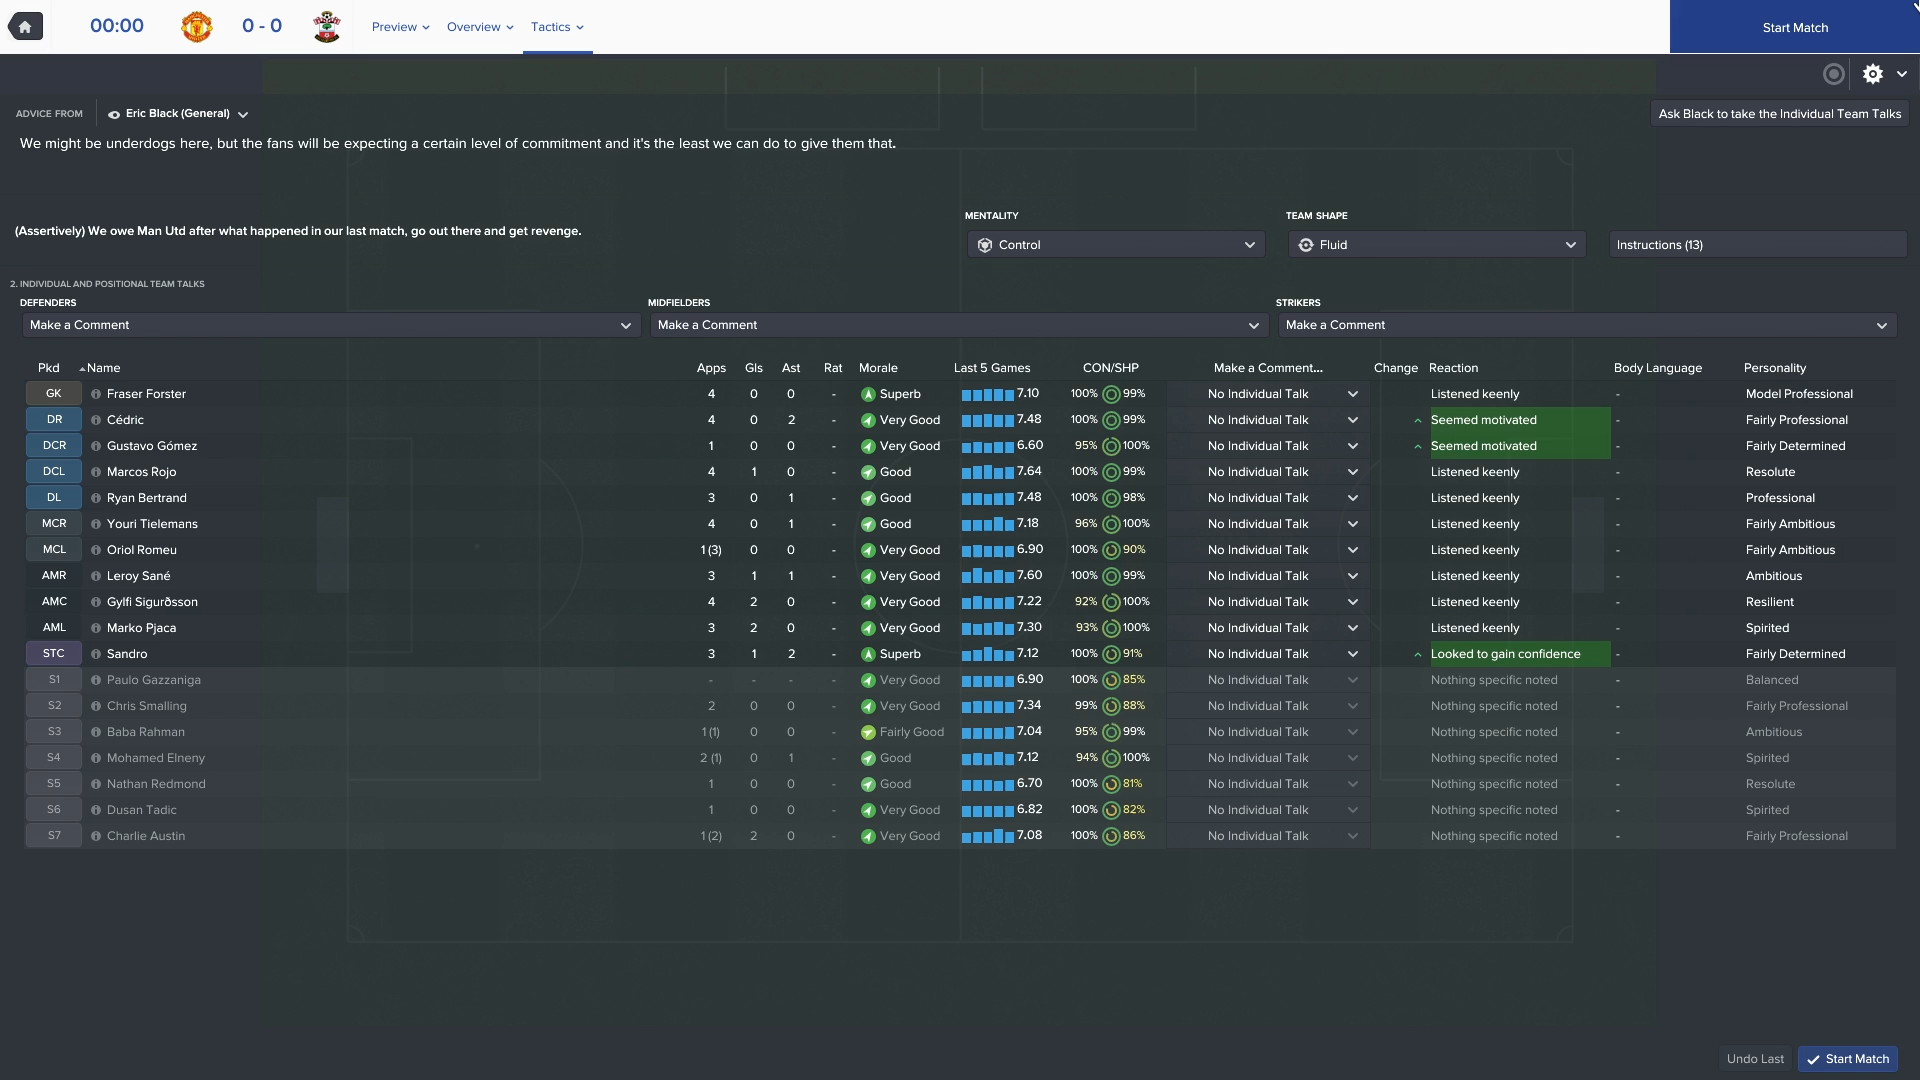 00:00 0 - 0 Preview Overview Tactics Start Match
ADVICE FROM Eric Black (General) Ask Black to take the Individual Team Talks
We might be underdogs here, but the fans will be expecting a certain level of commitment and it's the least we can do to give them that.
MENTALITY TEAM SHAPE
(Assertively) We owe Man Utd after what happened in our last match, go out there and get revenge.
Control Fluid Instructions (13)
2. INDIVIDUAL AND POSITIONAL TEAM TALKS
DEFENDERS MIDFIELDERS STRIKERS
Make a Comment Make a Comment Make a Comment
Pkd Name Apps Gls Ast Rat Morale Last 5 Games CON/SHP Make a Comment... Change Reaction Body Language Personality
GK Fraser Forster 4 0 0 - Superb 7.10 100% 99% No Individual Talk Listened keenly - Model Professional
DR Cédric 4 0 2 - Very Good 7.48 100% 99% No Individual Talk Seemed motivated - Fairly Professional
DCR Gustavo Gómez 1 0 0 - Very Good 6.60 95% 100% No Individual Talk Seemed motivated - Fairly Determined
DCL Marcos Rojo 4 1 0 - Good 7.64 100% 99% No Individual Talk Listened keenly - Resolute
DL Ryan Bertrand 3 0 1 - Good 7.48 100% 98% No Individual Talk Listened keenly - Professional
MCR Youri Tielemans 4 0 1 - Good 7.18 96% 100% No Individual Talk Listened keenly - Fairly Ambitious
MCL Oriol Romeu 1 (3) 0 0 - Very Good 6.90 100% 90% No Individual Talk Listened keenly - Fairly Ambitious
AMR Leroy Sané 3 1 1 - Very Good 7.60 100% 99% No Individual Talk Listened keenly - Ambitious
AMC Gylfi Sigurðsson 4 2 0 - Very Good 7.22 92% 100% No Individual Talk Listened keenly - Resilient
AML Marko Pjaca 3 2 0 - Very Good 7.30 93% 100% No Individual Talk Listened keenly - Spirited
STC Sandro 3 1 2 - Superb 7.12 100% 91% No Individual Talk Looked to gain confidence - Fairly Determined
S1 Paulo Gazzaniga - - - - Very Good 6.90 100% 85% No Individual Talk Nothing specific noted - Balanced
S2 Chris Smalling 2 0 0 - Very Good 7.34 99% 88% No Individual Talk Nothing specific noted - Fairly Professional
S3 Baba Rahman 1 (1) 0 0 - Fairly Good 7.04 95% 99% No Individual Talk Nothing specific noted - Ambitious
S4 Mohamed Elneny 2 (1) 0 1 - Good 7.12 94% 100% No Individual Talk Nothing specific noted - Spirited
S5 Nathan Redmond 1 0 0 - Good 6.70 100% 81% No Individual Talk Nothing specific noted - Resolute
S6 Dusan Tadic 1 0 0 - Very Good 6.82 100% 82% No Individual Talk Nothing specific noted - Spirited
S7 Charlie Austin 1 (2) 2 0 - Very Good 7.08 100% 86% No Individual Talk Nothing specific noted - Fairly Professional
Undo Last Start Match